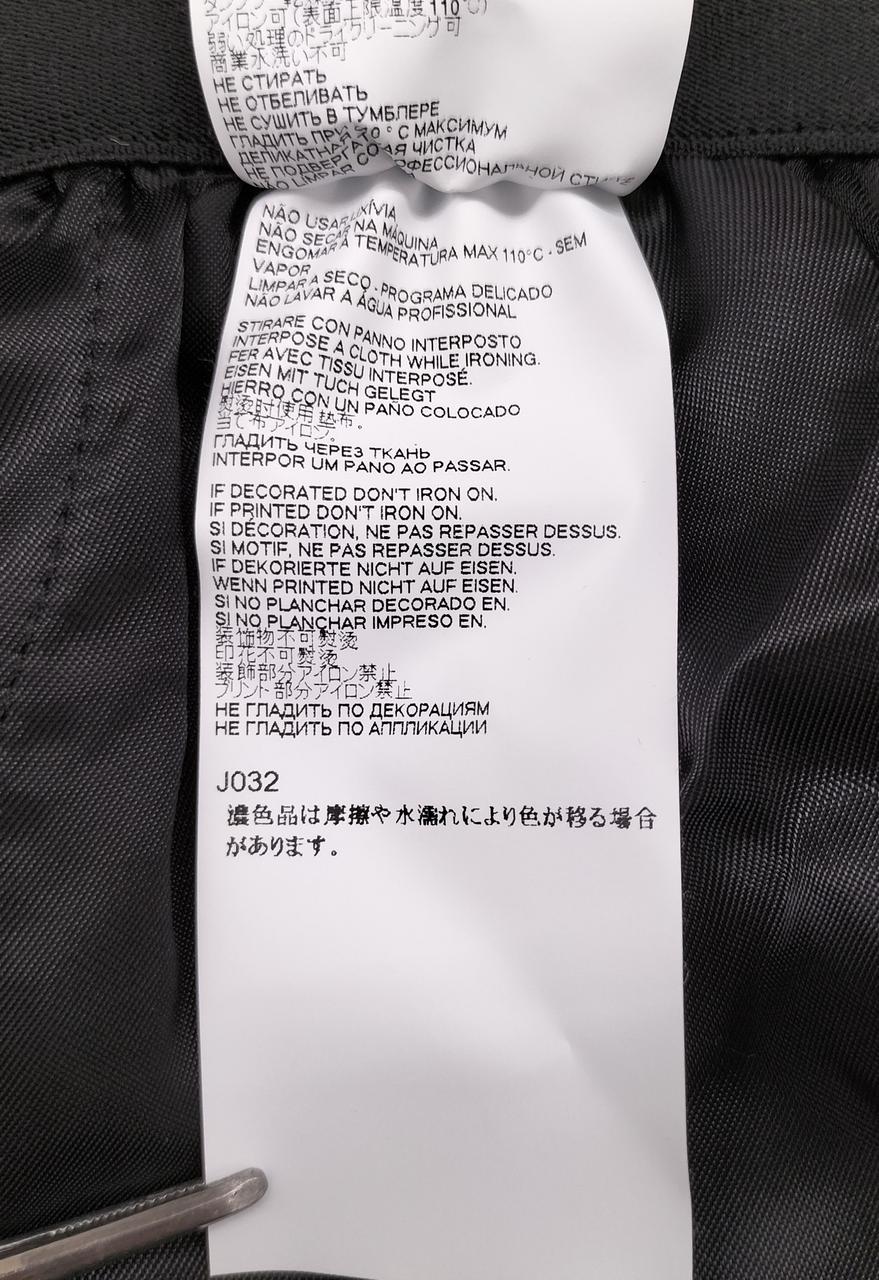 アイロン可で表面上限温度110℃)
弱い処理のドライクリーニング可
商業水洗い不可
НЕ СТИРАТЬ
НЕ ОТБЕЛИВАТЬ
НЕ СУШИТЬ В ТУМБЛЕРЕ
ГЛАДИТЬ ПРИ ° С МАКСИМУМ
ЧИСТКА
НЕ
NÃO LIMPAR
NÃO USAR LIXÍVIA
NÃO SECAR NA MÁQUINA
ENGOMAR À TEMPERATURA MAX 110°C - SEM
VAPOR
LIMPAR A SECO - PROGRAMA DELICADO
NÃO LAVAR A ÁGUA PROFISSIONAL
STIRARE CON PANNO INTERPOSTO
INTERPOSE A CLOTH WHILE IRONING.
FER AVEC TISSU INTERPOSÉ.
EISEN MIT TUCH GELEGT
HIERRO CON UN PAÑO COLOCADO
熨烫时使用垫布。
当て布アイロン。
ГЛАДИТЬ ЧЕРЕЗ ТКАНЬ
INTERPOR UM PANO AO PASSAR.
IF DECORATED DON'T IRON ON.
IF PRINTED DON'T IRON ON.
SI DÉCORATION, NE PAS REPASSER DESSUS.
SI MOTIF, NE PAS REPASSER DESSUS.
IF DEKORIERTE NICHT AUF EISEN.
WENN PRINTED NICHT AUF EISEN.
SI NO PLANCHAR DECORADO EN.
SI NO PLANCHAR IMPRESO EN.
装饰物不可熨烫
印花不可熨烫
装飾部分アイロン禁止
プリント部分アイロン禁止
НЕ ГЛАДИТЬ ПО ДЕКОРАЦИЯМ
НЕ ГЛАДИТЬ ПО АППЛИКАЦИИ
J032
濃色品は摩擦や水濡れにより色が移る場合
があります。